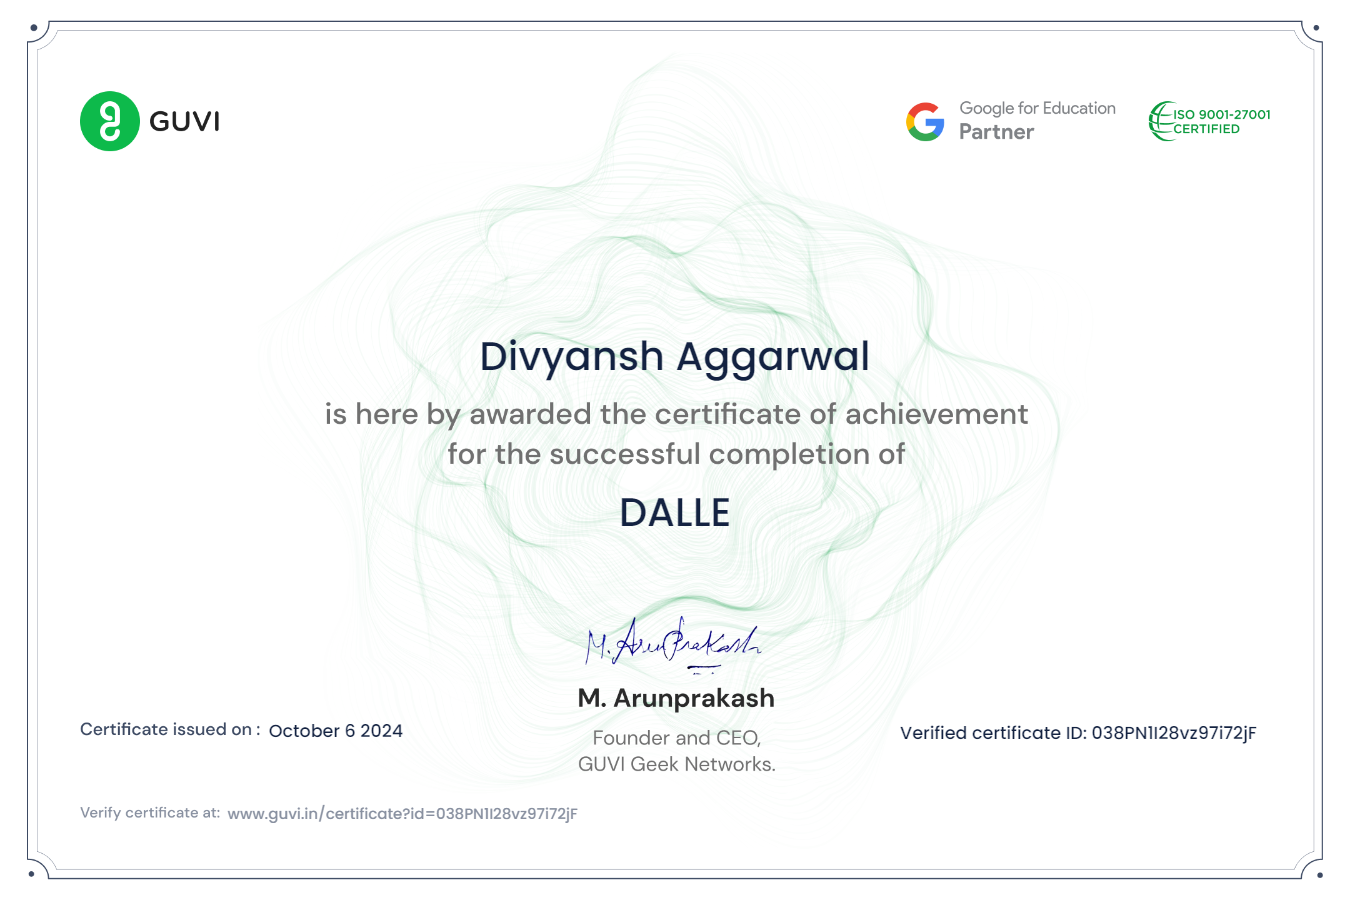 GUVI
Google for Education
Partner
ISO 9001-27001
CERTIFIED
Divyansh Aggarwal
is here by awarded the certificate of achievement
for the successful completion of
DALLE
M. ArunPrakash
M. Arunprakash
Founder and CEO,
GUVI Geek Networks.
Certificate issued on : October 6 2024
Verified certificate ID: 038PN1I28vz97i72jF
Verify certificate at: www.guvi.in/certificate?id=038PN1I28vz97i72jF